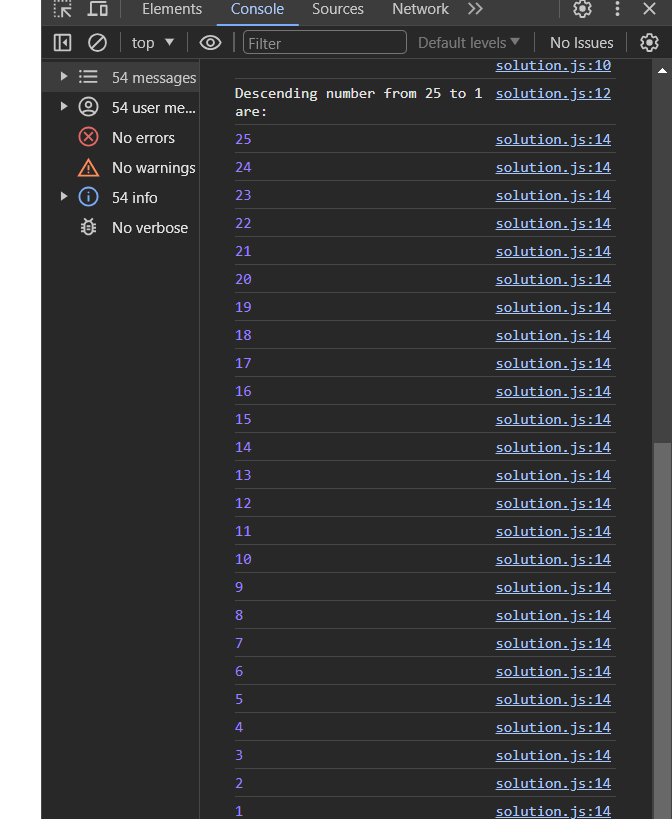 Elements Console Sources Network
top Filter Default levels No Issues
54 messages
54 user me...
No errors
No warnings
54 info
No verbose
solution.js:10
Descending number from 25 to 1 solution.js:12
are:
25 solution.js:14
24 solution.js:14
23 solution.js:14
22 solution.js:14
21 solution.js:14
20 solution.js:14
19 solution.js:14
18 solution.js:14
17 solution.js:14
16 solution.js:14
15 solution.js:14
14 solution.js:14
13 solution.js:14
12 solution.js:14
11 solution.js:14
10 solution.js:14
9 solution.js:14
8 solution.js:14
7 solution.js:14
6 solution.js:14
5 solution.js:14
4 solution.js:14
3 solution.js:14
2 solution.js:14
1 solution.js:14